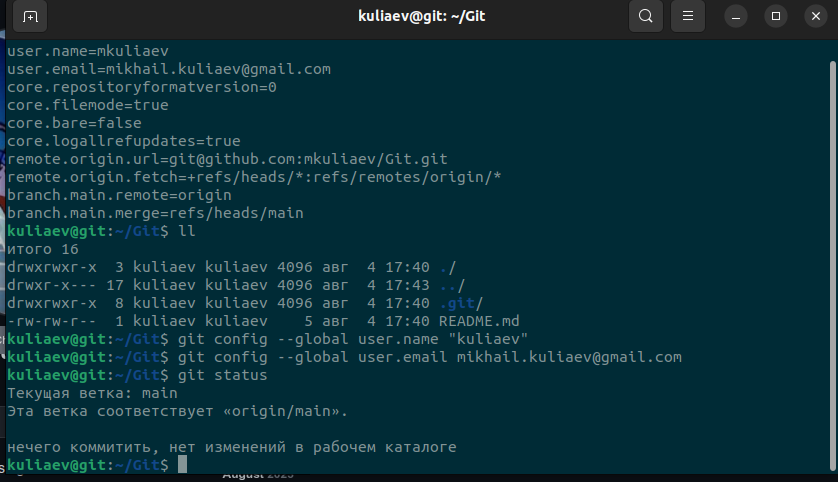 kuliaev@git: ~/Git
user.name=mkuliaev
user.email=mikhail.kuliaev@gmail.com
core.repositoryformatversion=0
core.filemode=true
core.bare=false
core.logallrefupdates=true
remote.origin.url=git@github.com:mkuliaev/Git.git
remote.origin.fetch=+refs/heads/*:refs/remotes/origin/*
branch.main.remote=origin
branch.main.merge=refs/heads/main
kuliaev@git:~/Git$ ll
итого 16
drwxrwxr-x  3 kuliaev kuliaev 4096 авг  4 17:40 ./
drwxr-x--- 17 kuliaev kuliaev 4096 авг  4 17:43 ../
drwxrwxr-x  8 kuliaev kuliaev 4096 авг  4 17:40 .git/
-rw-rw-r--  1 kuliaev kuliaev    5 авг  4 17:40 README.md
kuliaev@git:~/Git$ git config --global user.name "kuliaev"
kuliaev@git:~/Git$ git config --global user.email mikhail.kuliaev@gmail.com
kuliaev@git:~/Git$ git status
Текущая ветка: main
Эта ветка соответствует «origin/main».
нечего коммитить, нет изменений в рабочем каталоге
kuliaev@git:~/Git$